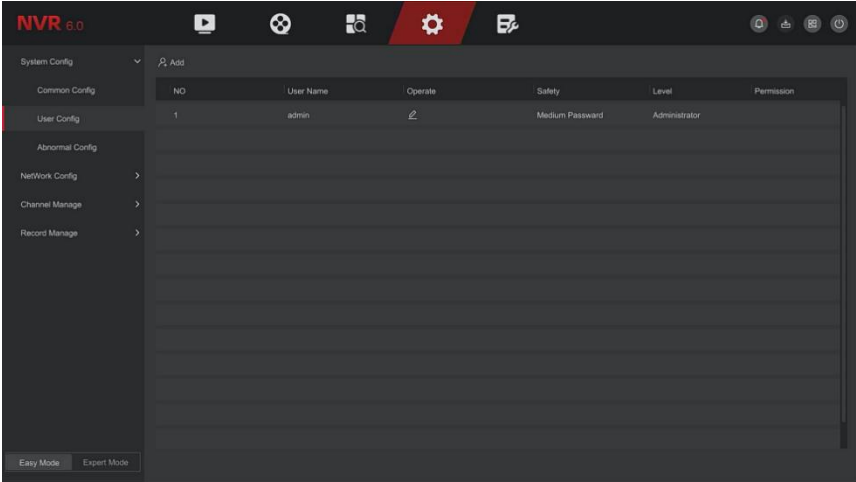 NVR 6.0
System Config
Add
Common Config
NO User Name Operate Safety Level Permission
User Config
1 admin Medium Passward Administrator
Abnormal Config
NetWork Config
Channel Manage
Record Manage
Easy Mode Expert Mode